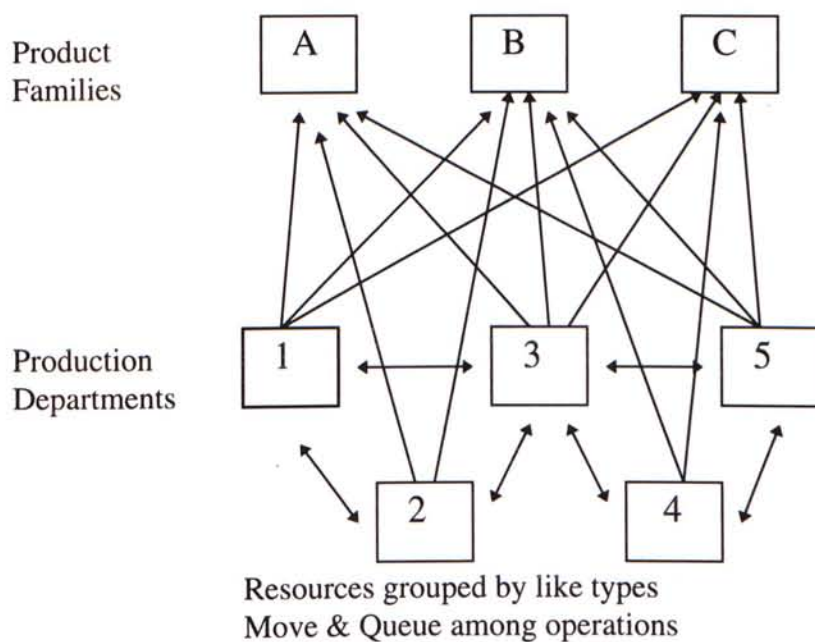 Product
Families
A
B
C
Production
Departments
1
3
5
2
4
Resources grouped by like types
Move & Queue among operations